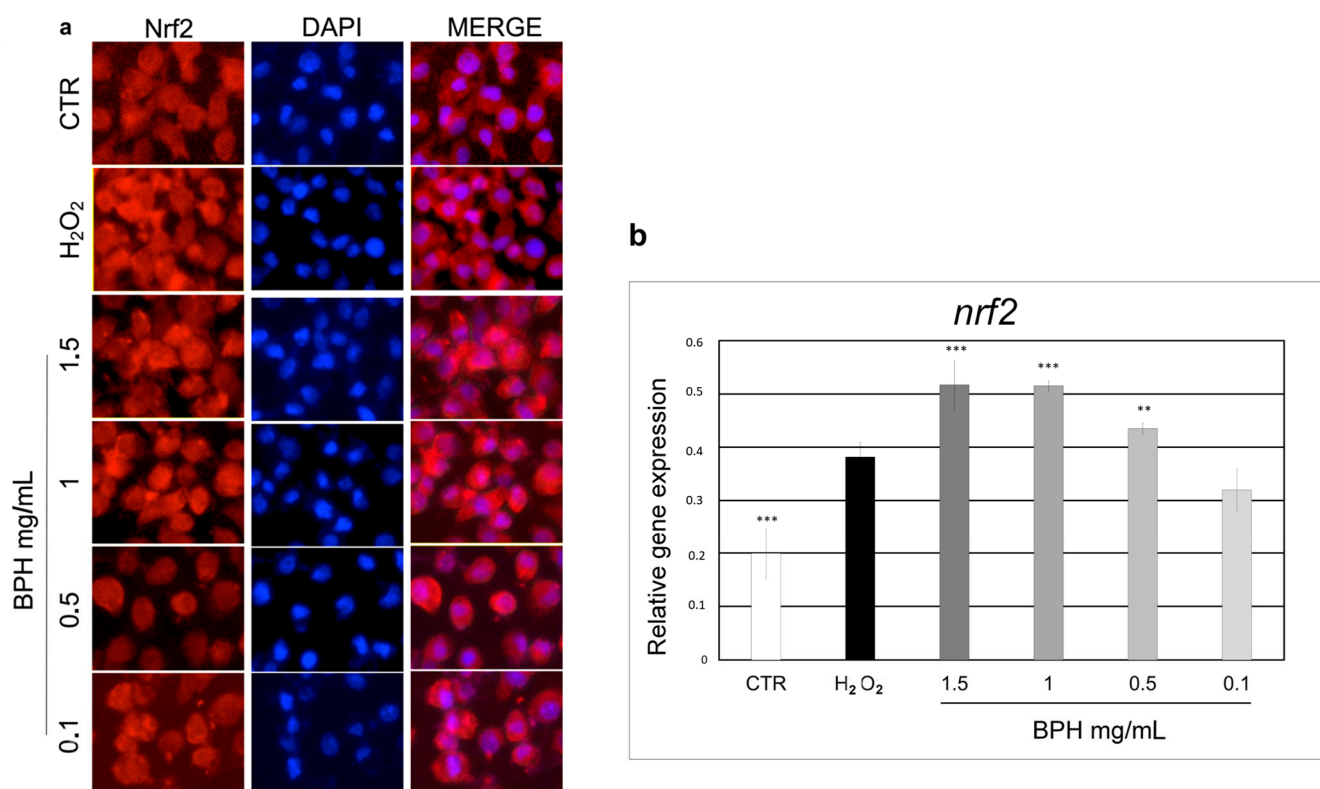 a
Nrf2 DAPI MERGE
CTR
H₂O₂
BPH mg/mL
1.5
1
0.5
0.1
b
nrf2
Relative gene expression
0.6
0.5
0.4
0.3
0.2
0.1
0
***
***
***
**
CTR H₂O₂ 1.5 1 0.5 0.1
BPH mg/mL